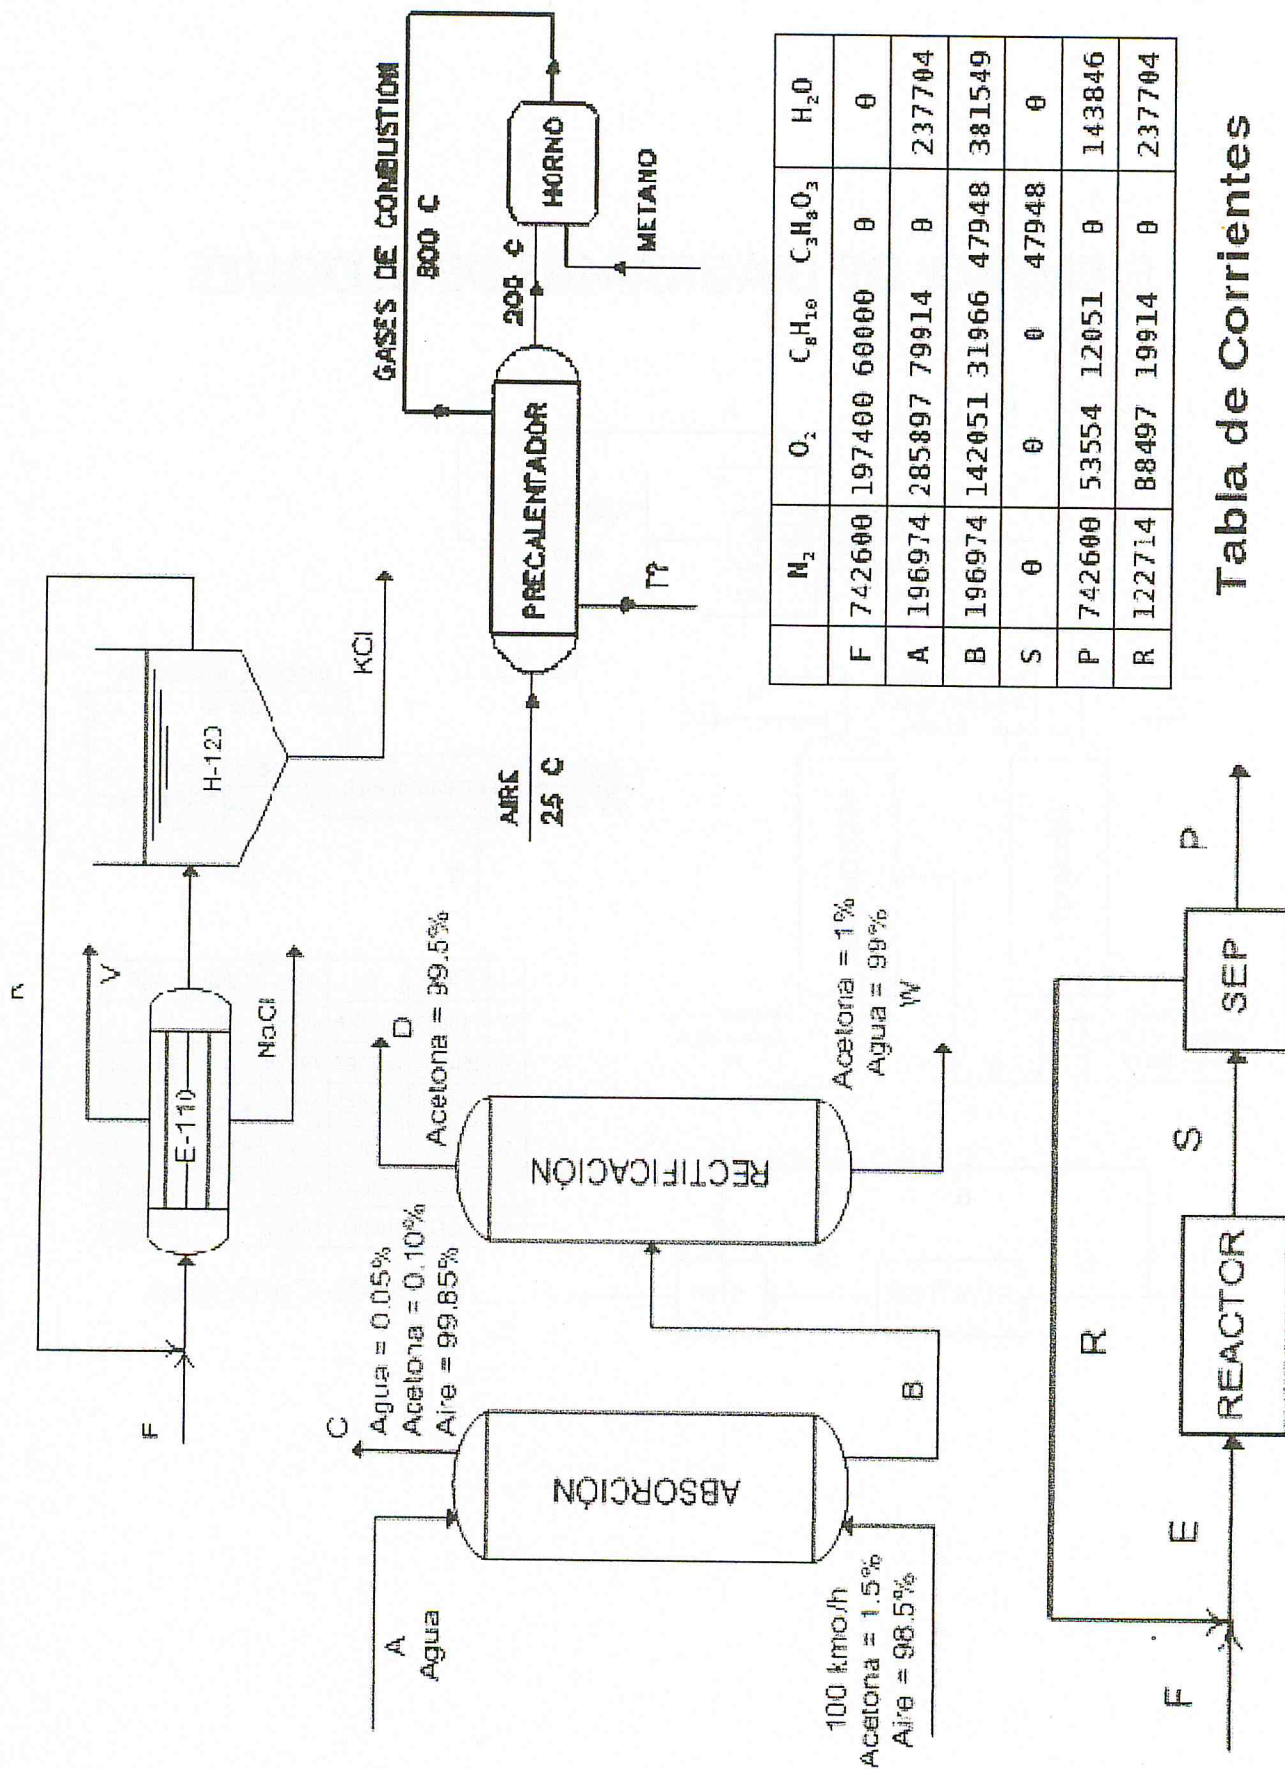 F
E-110
V
NaCl
H-120
KCl
A
Agua
100 kmo/h
Acetona = 1.5%
Aire = 98.5%
ABSORCIÓN
C
Agua = 0.05%
Acetona = 0.10%
Aire = 99.85%
B
RECTIFICACIÓN
D
Acetona = 99.5%
Acetona = 1%
Agua = 99%
W
AIRE
25 C
PRECALENTADOR
T?
200 C
GASES DE COMBUSTION
800 C
HORNO
METANO
F
E
REACTOR
R
S
SEP
P
N₂ O₂ C₈H₁₀ C₃H₈O₃ H₂O
F 742600 197400 60000 0 0
A 196974 285897 79914 0 237704
B 196974 142051 31966 47948 381549
S 0 0 0 47948 0
P 742600 53554 12051 0 143846
R 122714 88497 19914 0 237704
Tabla de Corrientes